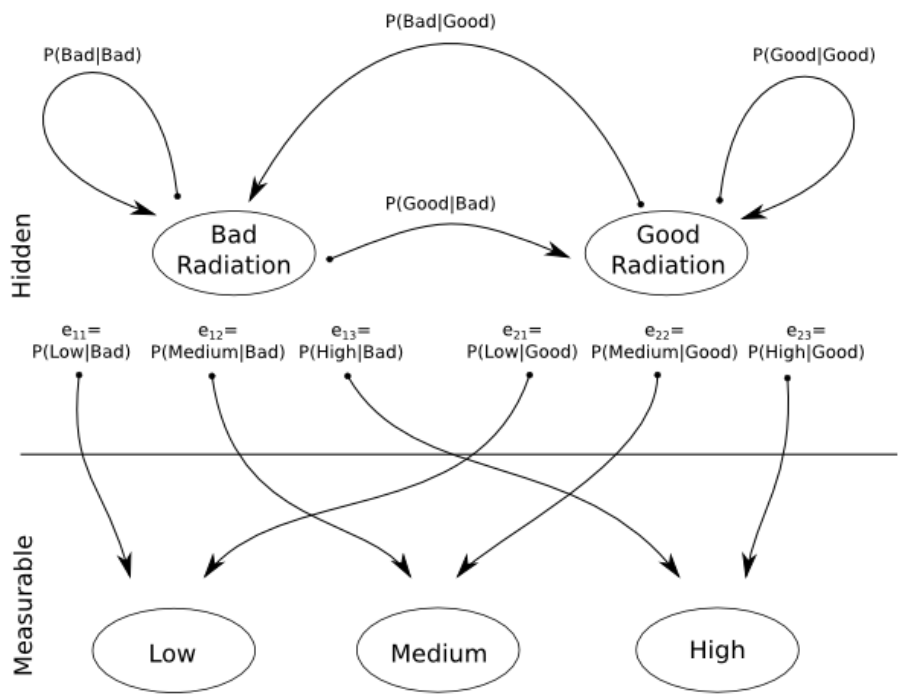 P(Bad|Good)
P(Bad|Bad)
P(Good|Good)
P(Good|Bad)
Hidden
Bad
Radiation
Good
Radiation
e₁₁=
P(Low|Bad)
e₁₂=
P(Medium|Bad)
e₁₃=
P(High|Bad)
e₂₁=
P(Low|Good)
e₂₂=
P(Medium|Good)
e₂₃=
P(High|Good)
Measurable
Low
Medium
High